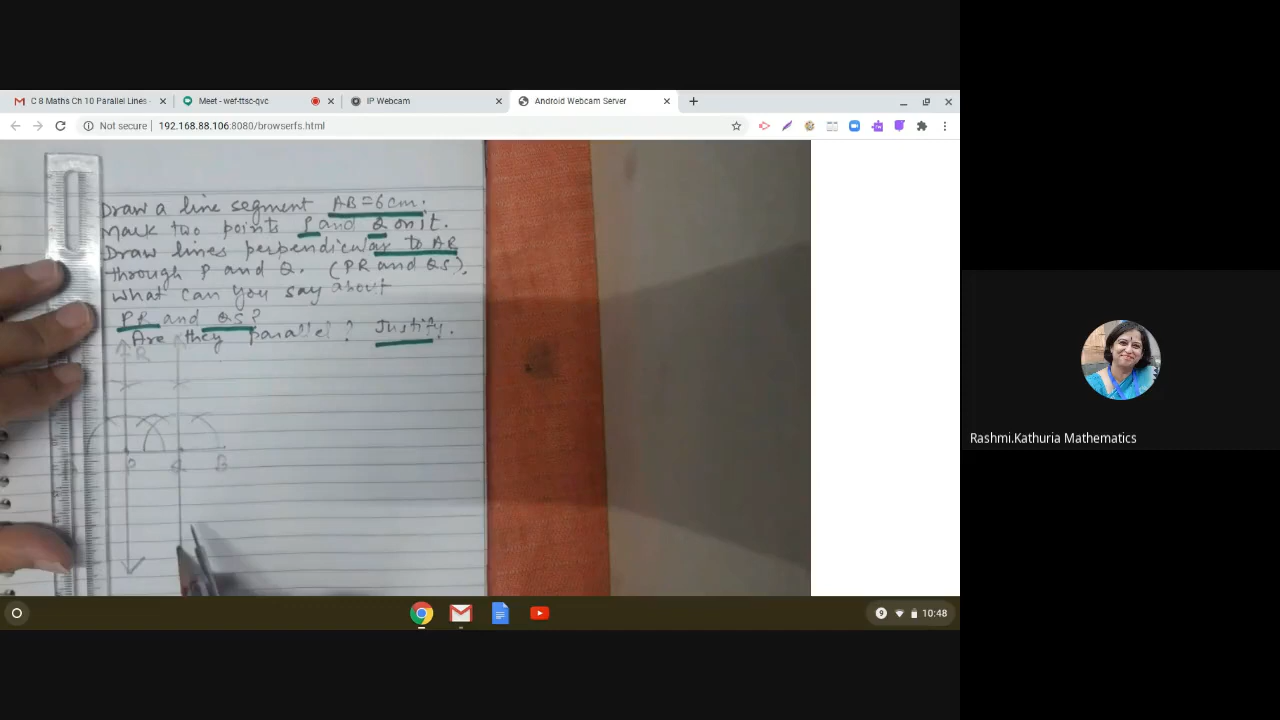 C 8 Maths Ch 10 Parallel Lines -
Meet - wef-ttsc-qvc
IP Webcam
Android Webcam Server
Not secure
192.168.88.106:8080/browserfs.html
Draw a line segment AB=6cm.
Mark two points P and Q on it.
Draw lines perpendicular to AB
through P and Q. (PR and QS).
What can you say about
PR and QS?
Are they parallel? Justify.
R
P Q B
Rashmi.Kathuria Mathematics
9
10:48